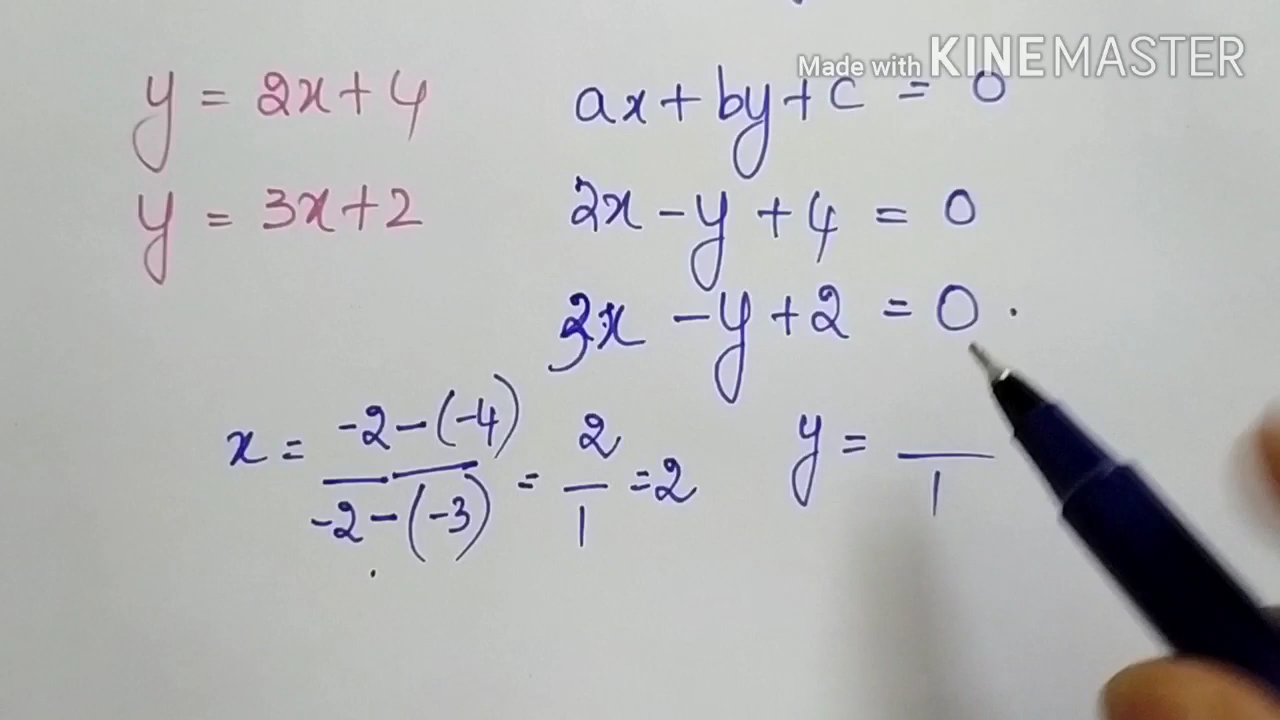 Made with KINEMASTER
y = 2x+4
ax+by+c = 0
y = 3x+2
2x -y +4 = 0
3x -y +2 = 0 .
x = -2-(-4) / -2-(-3) = 2/1 =2
y = __/1